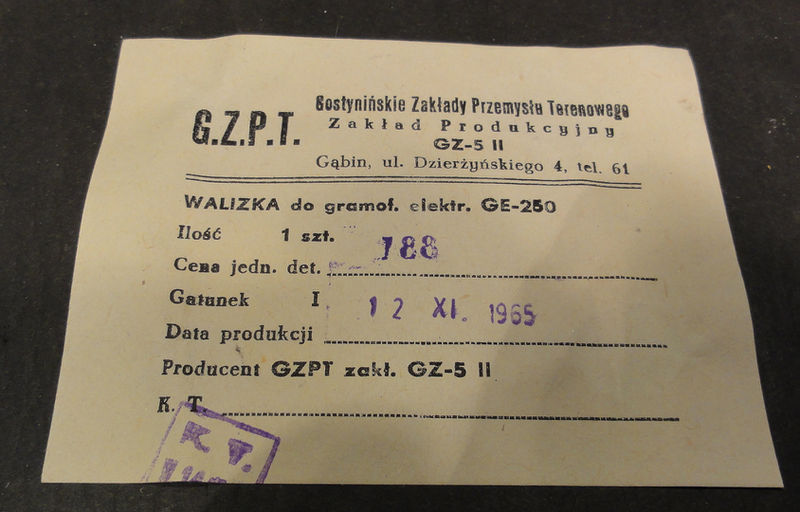 G.Z.P.T.
Gostynińskie Zakłady Przemysłu Terenowego
Zakład Produkcyjny
GZ-5 II
Gąbin, ul. Dzierżyńskiego 4, tel. 61
WALIZKA do gramof. elektr. GE-250
Ilość 1 szt.
Cena jedn. det. 188
Gatunek I
Data produkcji 12 XI. 1965
Producent GZPT zakł. GZ-5 II
K. T.
K T.